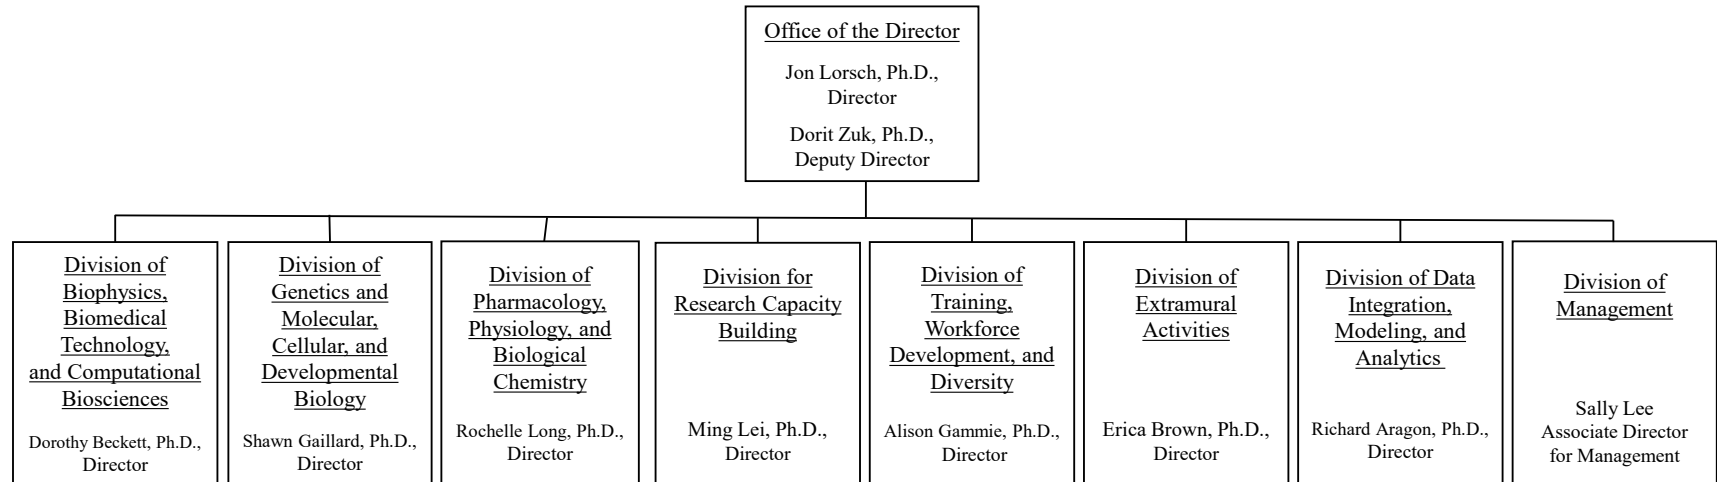 Office of the Director
Jon Lorsch, Ph.D.,
Director
Dorit Zuk, Ph.D.,
Deputy Director
Division of
Biophysics,
Biomedical
Technology,
and Computational
Biosciences
Dorothy Beckett, Ph.D.,
Director
Division of
Genetics and
Molecular,
Cellular, and
Developmental
Biology
Shawn Gaillard, Ph.D.,
Director
Division of
Pharmacology,
Physiology, and
Biological
Chemistry
Rochelle Long, Ph.D.,
Director
Division for
Research Capacity
Building
Ming Lei, Ph.D.,
Director
Division of
Training,
Workforce
Development, and
Diversity
Alison Gammie, Ph.D.,
Director
Division of
Extramural
Activities
Erica Brown, Ph.D.,
Director
Division of Data
Integration,
Modeling, and
Analytics
Richard Aragon, Ph.D.,
Director
Division of
Management
Sally Lee
Associate Director
for Management